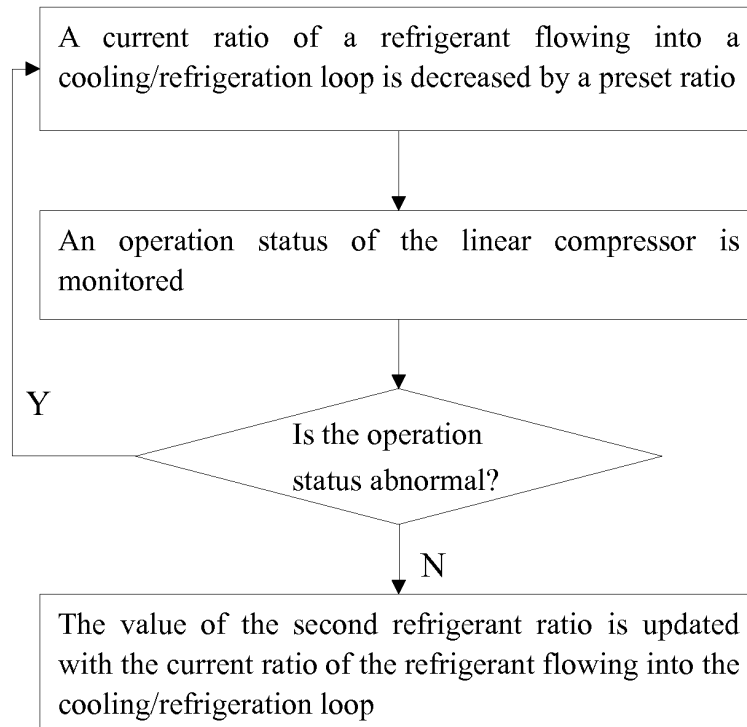 A current ratio of a refrigerant flowing into a
cooling/refrigeration loop is decreased by a preset ratio
An operation status of the linear compressor is
monitored
Y
Is the operation
status abnormal?
N
The value of the second refrigerant ratio is updated
with the current ratio of the refrigerant flowing into the
cooling/refrigeration loop